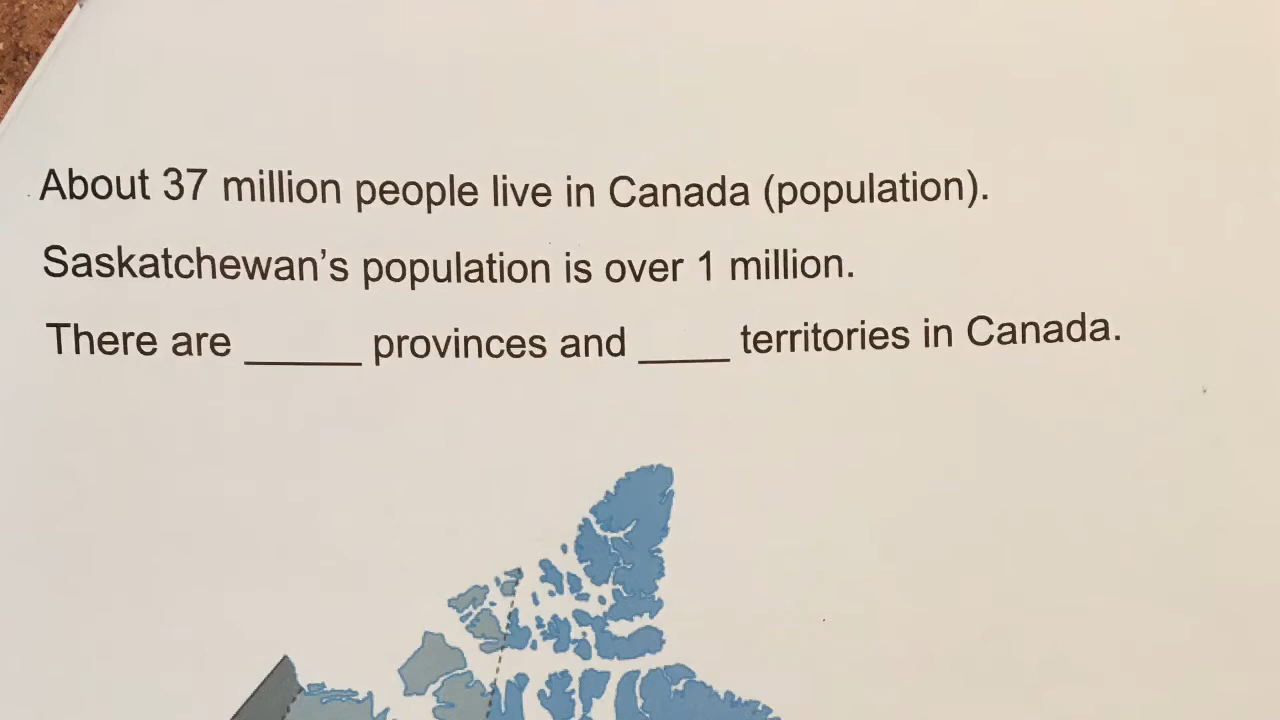 About 37 million people live in Canada (population).
Saskatchewan’s population is over 1 million.
There are _____ provinces and ____ territories in Canada.